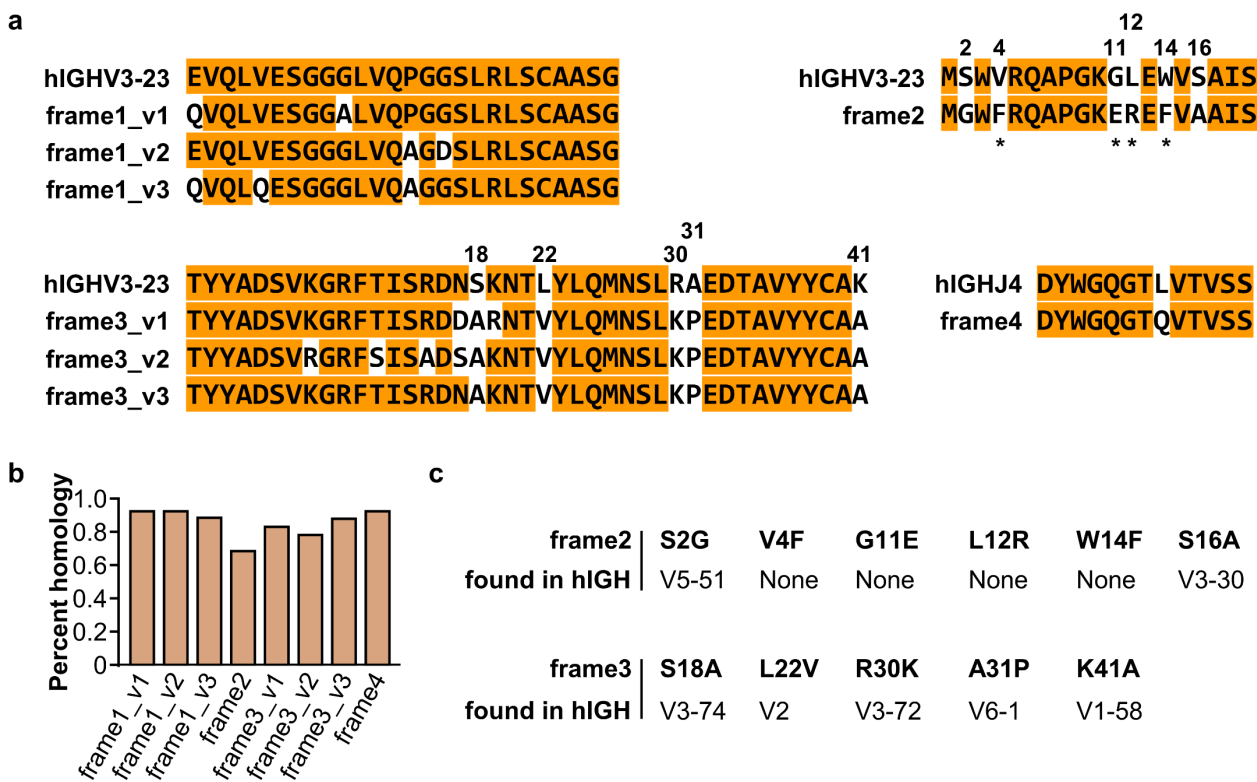 a
hIGHV3-23 EVQLVESGGGLVQPGGSLRLSCAASG
frame1_v1 QVQLVESGGALVQPGGSLRLSCAASG
frame1_v2 EVQLVESGGGLVQAGDSLRLSCAASG
frame1_v3 QVQLQESGGGLVQAGGSLRLSCAASG
12
2 4 11 14 16
hIGHV3-23 MSWVRQAPGKGLEWVSAIS
frame2 MGWFRQAPGKEREFVAAIS
* * * *
31
18 22 30 41
hIGHV3-23 TYYADSVKGRFTISRDNSKNTLYLQMNSLRAEDTAVYYCAK
frame3_v1 TYYADSVKGRFTISRDDARNTVYLQMNSLKPEDTAVYYCAA
frame3_v2 TYYADSVRGRFSISADSAKNTVYLQMNSLKPEDTAVYYCAA
frame3_v3 TYYADSVKGRFTISRDNAKNTVYLQMNSLKPEDTAVYYCAA
hIGHJ4 DYWGQGTLVTVSS
frame4 DYWGQGTQVTVSS
b
Percent homology
1.0
0.8
0.6
0.4
0.2
0
frame1_v1
frame1_v2
frame1_v3
frame2
frame3_v1
frame3_v2
frame3_v3
frame4
c
frame2 S2G V4F G11E L12R W14F S16A
found in hIGH V5-51 None None None None V3-30
frame3 S18A L22V R30K A31P K41A
found in hIGH V3-74 V2 V3-72 V6-1 V1-58